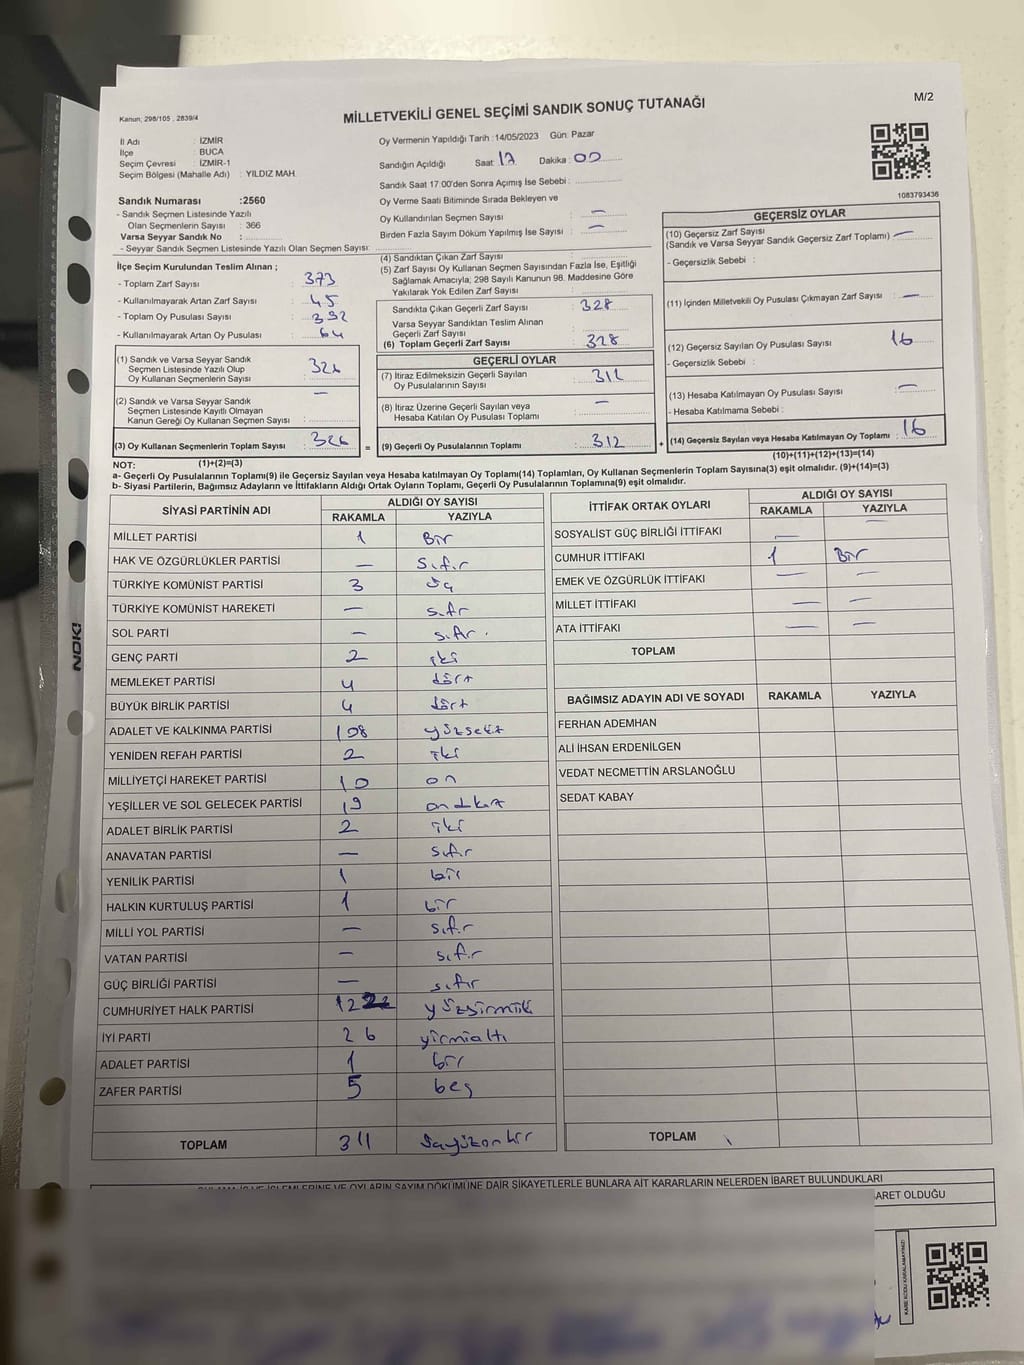 M/2
Kanun; 298/105 , 2839/4
MİLLETVEKİLİ GENEL SEÇİMİ SANDIK SONUÇ TUTANAĞI
İl Adı : İZMİR
İlçe : BUCA
Seçim Çevresi : İZMİR-1
Seçim Bölgesi (Mahalle Adı) : YILDIZ MAH.
Oy Vermenin Yapıldığı Tarih : 14/05/2023 Gün: Pazar
Sandığın Açıldığı Saat: 17 Dakika : 00
Sandık Saat 17:00'den Sonra Açımış İse Sebebi :
Oy Verme Saati Bitiminde Sırada Bekleyen ve
Oy Kullandırılan Seçmen Sayısı : —
Birden Fazla Sayım Döküm Yapılmış İse Sayısı : —
1083793436
Sandık Numarası :2560
- Sandık Seçmen Listesinde Yazılı
Olan Seçmenlerin Sayısı : 366
Varsa Seyyar Sandık No :
- Seyyar Sandık Seçmen Listesinde Yazılı Olan Seçmen Sayısı:
İlçe Seçim Kurulundan Teslim Alınan ;
- Toplam Zarf Sayısı : 373
- Kullanılmayarak Artan Zarf Sayısı : 45
- Toplam Oy Pusulası Sayısı : 392
- Kullanılmayarak Artan Oy Pusulası : 64
(1) Sandık ve Varsa Seyyar Sandık
Seçmen Listesinde Yazılı Olup
Oy Kullanan Seçmenlerin Sayısı :
(2) Sandık ve Varsa Seyyar Sandık
Seçmen Listesinde Kayıtlı Olmayan
Kanun Gereği Oy Kullanan Seçmen Sayısı : —
(3) Oy Kullanan Seçmenlerin Toplam Sayısı :
(1)+(2)=(3)
(4) Sandıktan Çıkan Zarf Sayısı :
(5) Zarf Sayısı Oy Kullanan Seçmen Sayısından Fazla İse, Eşitliği
Sağlamak Amacıyla; 298 Sayılı Kanunun 98. Maddesine Göre
Yakılarak Yok Edilen Zarf Sayısı :
Sandıkta Çıkan Geçerli Zarf Sayısı : 328
Varsa Seyyar Sandıktan Teslim Alınan
Geçerli Zarf Sayısı :
(6) Toplam Geçerli Zarf Sayısı : 328
GEÇERLİ OYLAR
(7) İtiraz Edilmeksizin Geçerli Sayılan
Oy Pusulalarının Sayısı :
(8) İtiraz Üzerine Geçerli Sayılan veya
Hesaba Katılan Oy Pusulası Toplamı : —
= (9) Geçerli Oy Pusulalarının Toplamı : 312
GEÇERSİZ OYLAR
(10) Geçersiz Zarf Sayısı
(Sandık ve Varsa Seyyar Sandık Geçersiz Zarf Toplamı) : —
- Geçersizlik Sebebi :
(11) İçinden Milletvekili Oy Pusulası Çıkmayan Zarf Sayısı : —
(12) Geçersiz Sayılan Oy Pusulası Sayısı : 16
- Geçersizlik Sebebi :
(13) Hesaba Katılmayan Oy Pusulası Sayısı : —
- Hesaba Katılmama Sebebi :
+ (14) Geçersiz Sayılan veya Hesaba Katılmayan Oy Toplamı : 16
(10)+(11)+(12)+(13)=(14)
NOT:
a- Geçerli Oy Pusulalarının Toplamı(9) ile Geçersiz Sayılan veya Hesaba katılmayan Oy Toplamı(14) Toplamları, Oy Kullanan Seçmenlerin Toplam Sayısına(3) eşit olmalıdır. (9)+(14)=(3)
b- Siyasi Partilerin, Bağımsız Adayların ve İttifakların Aldığı Ortak Oyların Toplamı, Geçerli Oy Pusulalarının Toplamına(9) eşit olmalıdır.
SİYASİ PARTİNİN ADI ALDIĞI OY SAYISI
RAKAMLA YAZIYLA
MİLLET PARTİSİ 1 Bir
HAK VE ÖZGÜRLÜKLER PARTİSİ — Sıfır
TÜRKİYE KOMÜNİST PARTİSİ 3 üç
TÜRKİYE KOMÜNİST HAREKETİ — sıfır
SOL PARTİ — sıfır
GENÇ PARTİ 2 iki
MEMLEKET PARTİSİ 4 dört
BÜYÜK BİRLİK PARTİSİ 4 dört
ADALET VE KALKINMA PARTİSİ 108 yüzsekiz
YENİDEN REFAH PARTİSİ 2 iki
MİLLİYETÇİ HAREKET PARTİSİ 10 on
YEŞİLLER VE SOL GELECEK PARTİSİ 19 ondokuz
ADALET BİRLİK PARTİSİ 2 iki
ANAVATAN PARTİSİ — sıfır
YENİLİK PARTİSİ 1 bir
HALKIN KURTULUŞ PARTİSİ 1 bir
MİLLİ YOL PARTİSİ — sıfır
VATAN PARTİSİ — sıfır
GÜÇ BİRLİĞİ PARTİSİ — sıfır
CUMHURİYET HALK PARTİSİ
İYİ PARTİ 26 yirmialtı
ADALET PARTİSİ 1 bir
ZAFER PARTİSİ 5 beş
TOPLAM 311
İTTİFAK ORTAK OYLARI ALDIĞI OY SAYISI
RAKAMLA YAZIYLA
SOSYALİST GÜÇ BİRLİĞİ İTTİFAKI — —
CUMHUR İTTİFAKI 1 Bir
EMEK VE ÖZGÜRLÜK İTTİFAKI — —
MİLLET İTTİFAKI — —
ATA İTTİFAKI — —
TOPLAM
BAĞIMSIZ ADAYIN ADI VE SOYADI RAKAMLA YAZIYLA
FERHAN ADEMHAN
ALİ İHSAN ERDENİLGEN
VEDAT NECMETTİN ARSLANOĞLU
SEDAT KABAY
TOPLAM
İŞLEMLERİNE VE OYLARIN SAYIM DÖKÜMÜNE DAİR ŞİKAYETLERLE BUNLARA AİT KARARLARIN NELERDEN İBARET BULUNDUKLARI
BARET OLDUĞU
KARE KODU KARALAMAYINIZ!
NOKI